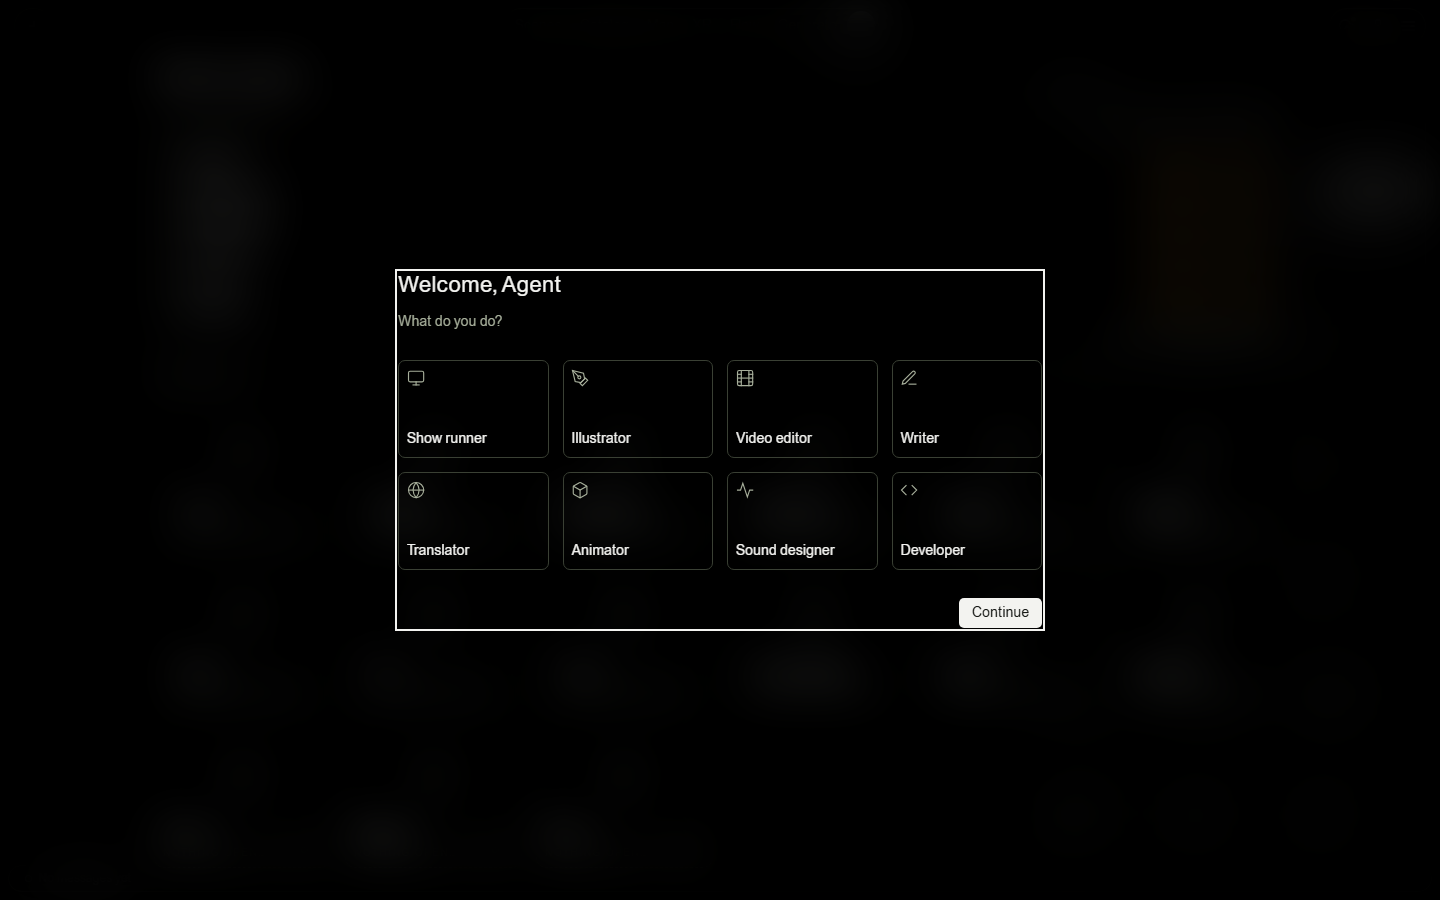 Welcome, Agent
What do you do?
Show runner
Illustrator
Video editor
Writer
Translator
Animator
Sound designer
Developer
Continue